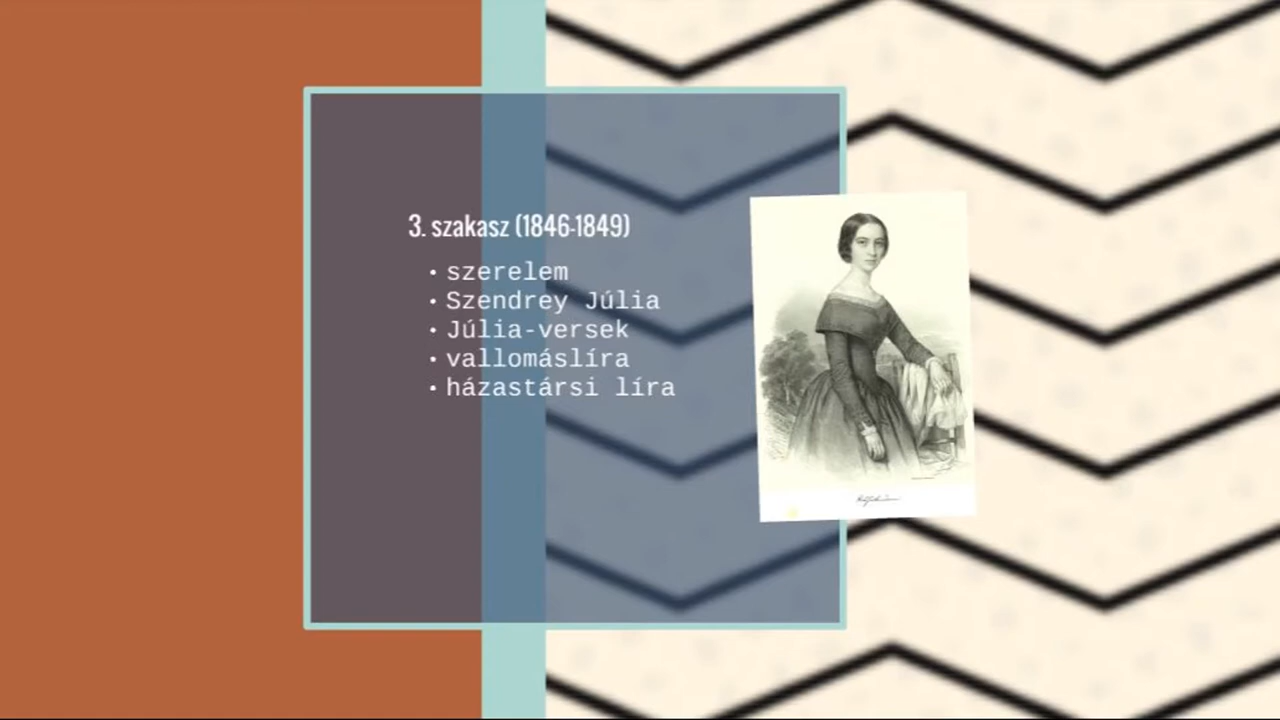 3. szakasz (1846-1849)
• szerelem
• Szendrey Júlia
• Júlia-versek
• vallomáslíra
• házastársi líra